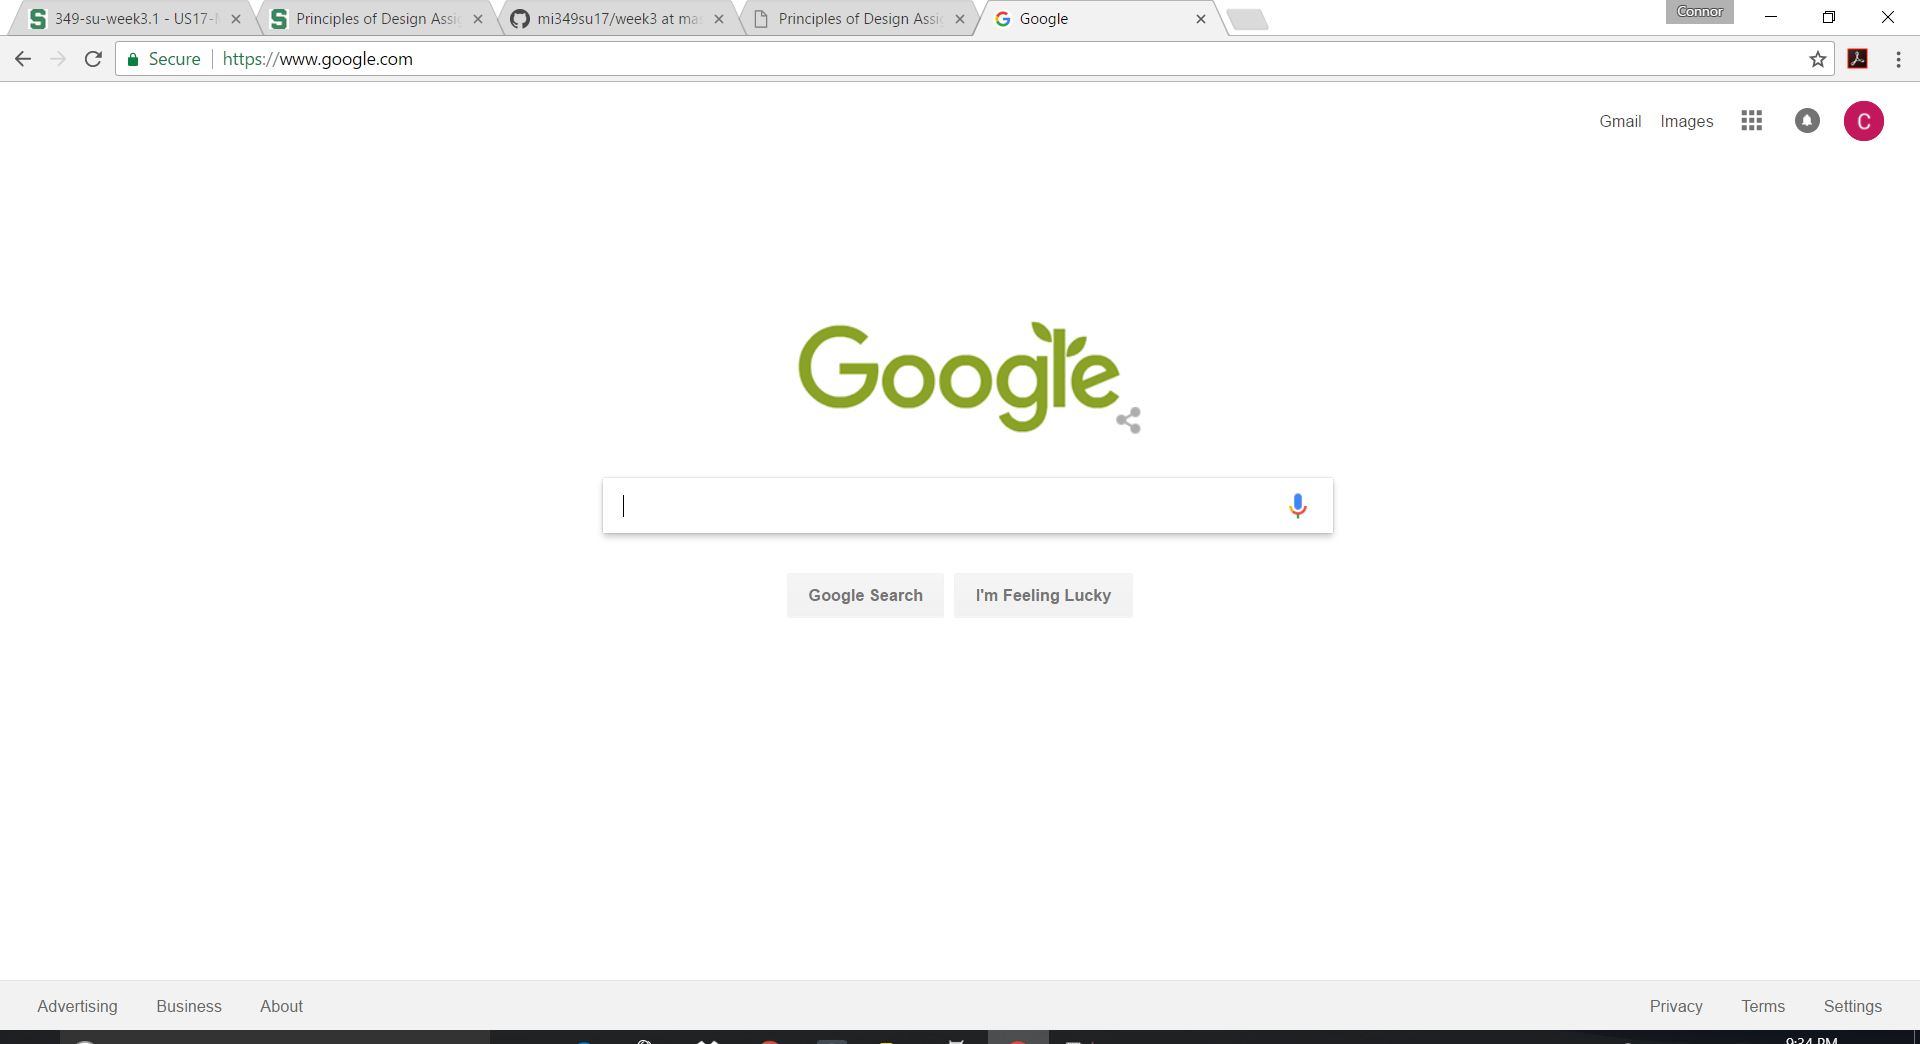 349-su-week3.1 - US17-
Principles of Design Assi
mi349su17/week3 at mas
Principles of Design Assi
Google
Connor
Secure
https://www.google.com
Gmail Images
C
Google
Google Search
I'm Feeling Lucky
Advertising Business About
Privacy Terms Settings
9:34 PM